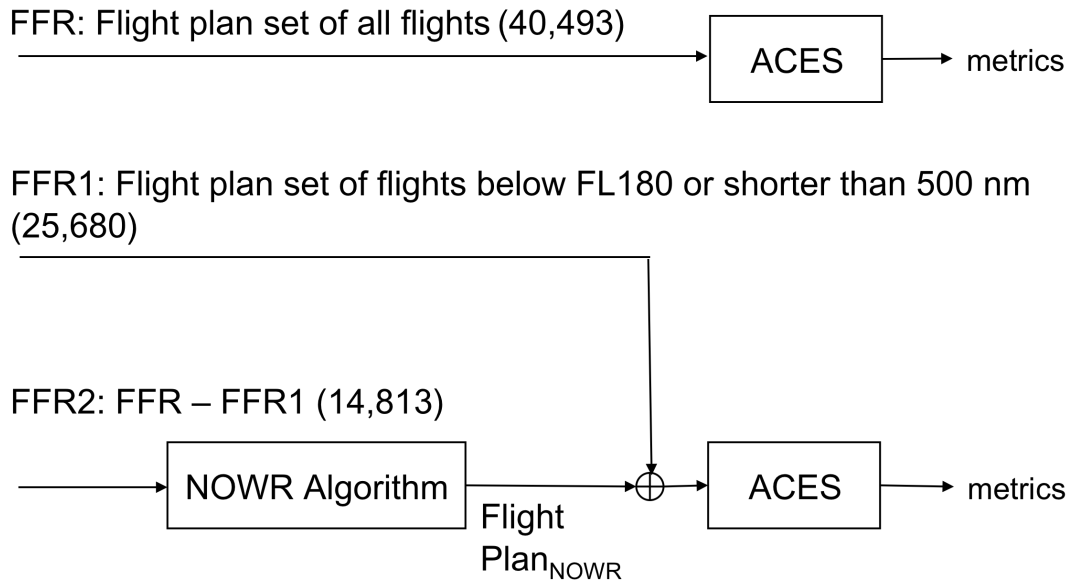 FFR: Flight plan set of all flights (40,493)
ACES
metrics
FFR1: Flight plan set of flights below FL180 or shorter than 500 nm
(25,680)
FFR2: FFR – FFR1 (14,813)
NOWR Algorithm
ACES
metrics
Flight
PlanNOWR